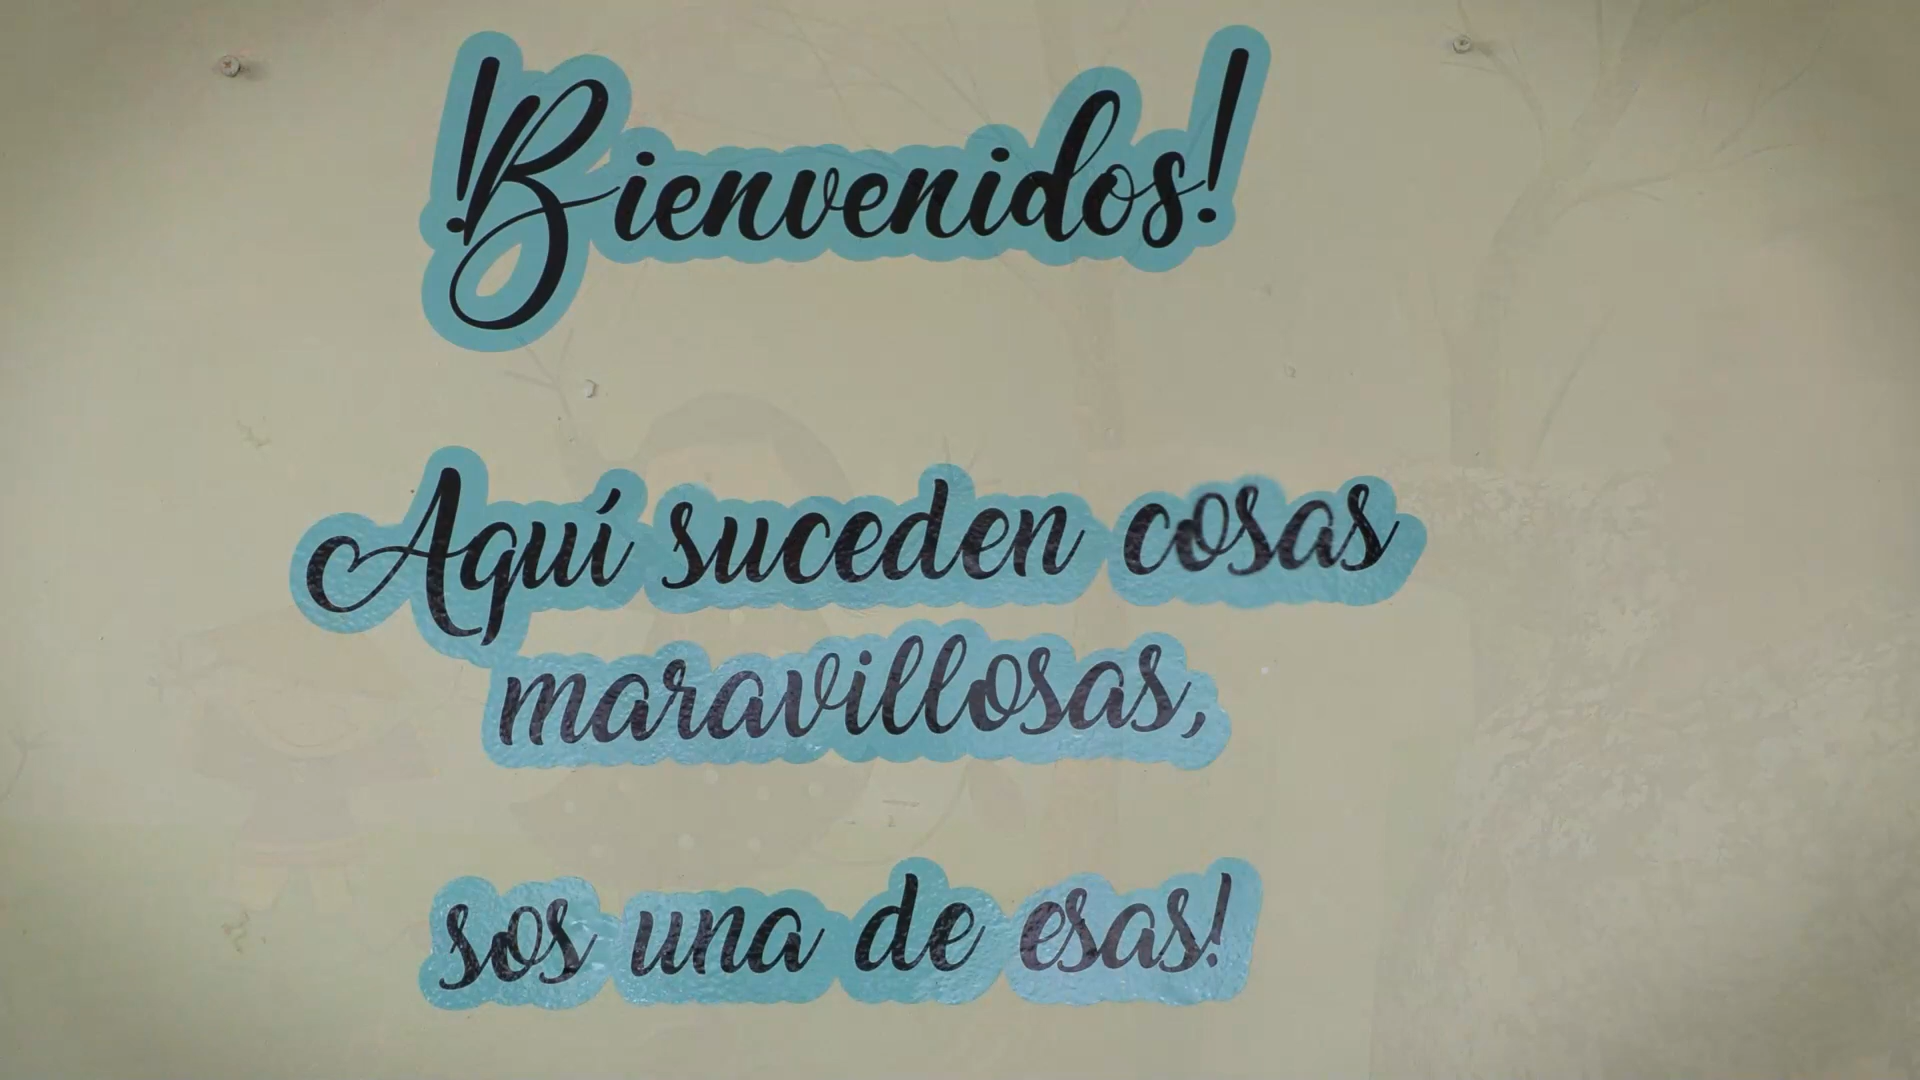 !Bienvenidos!
Aquí suceden cosas
maravillosas,
sos una de esas!